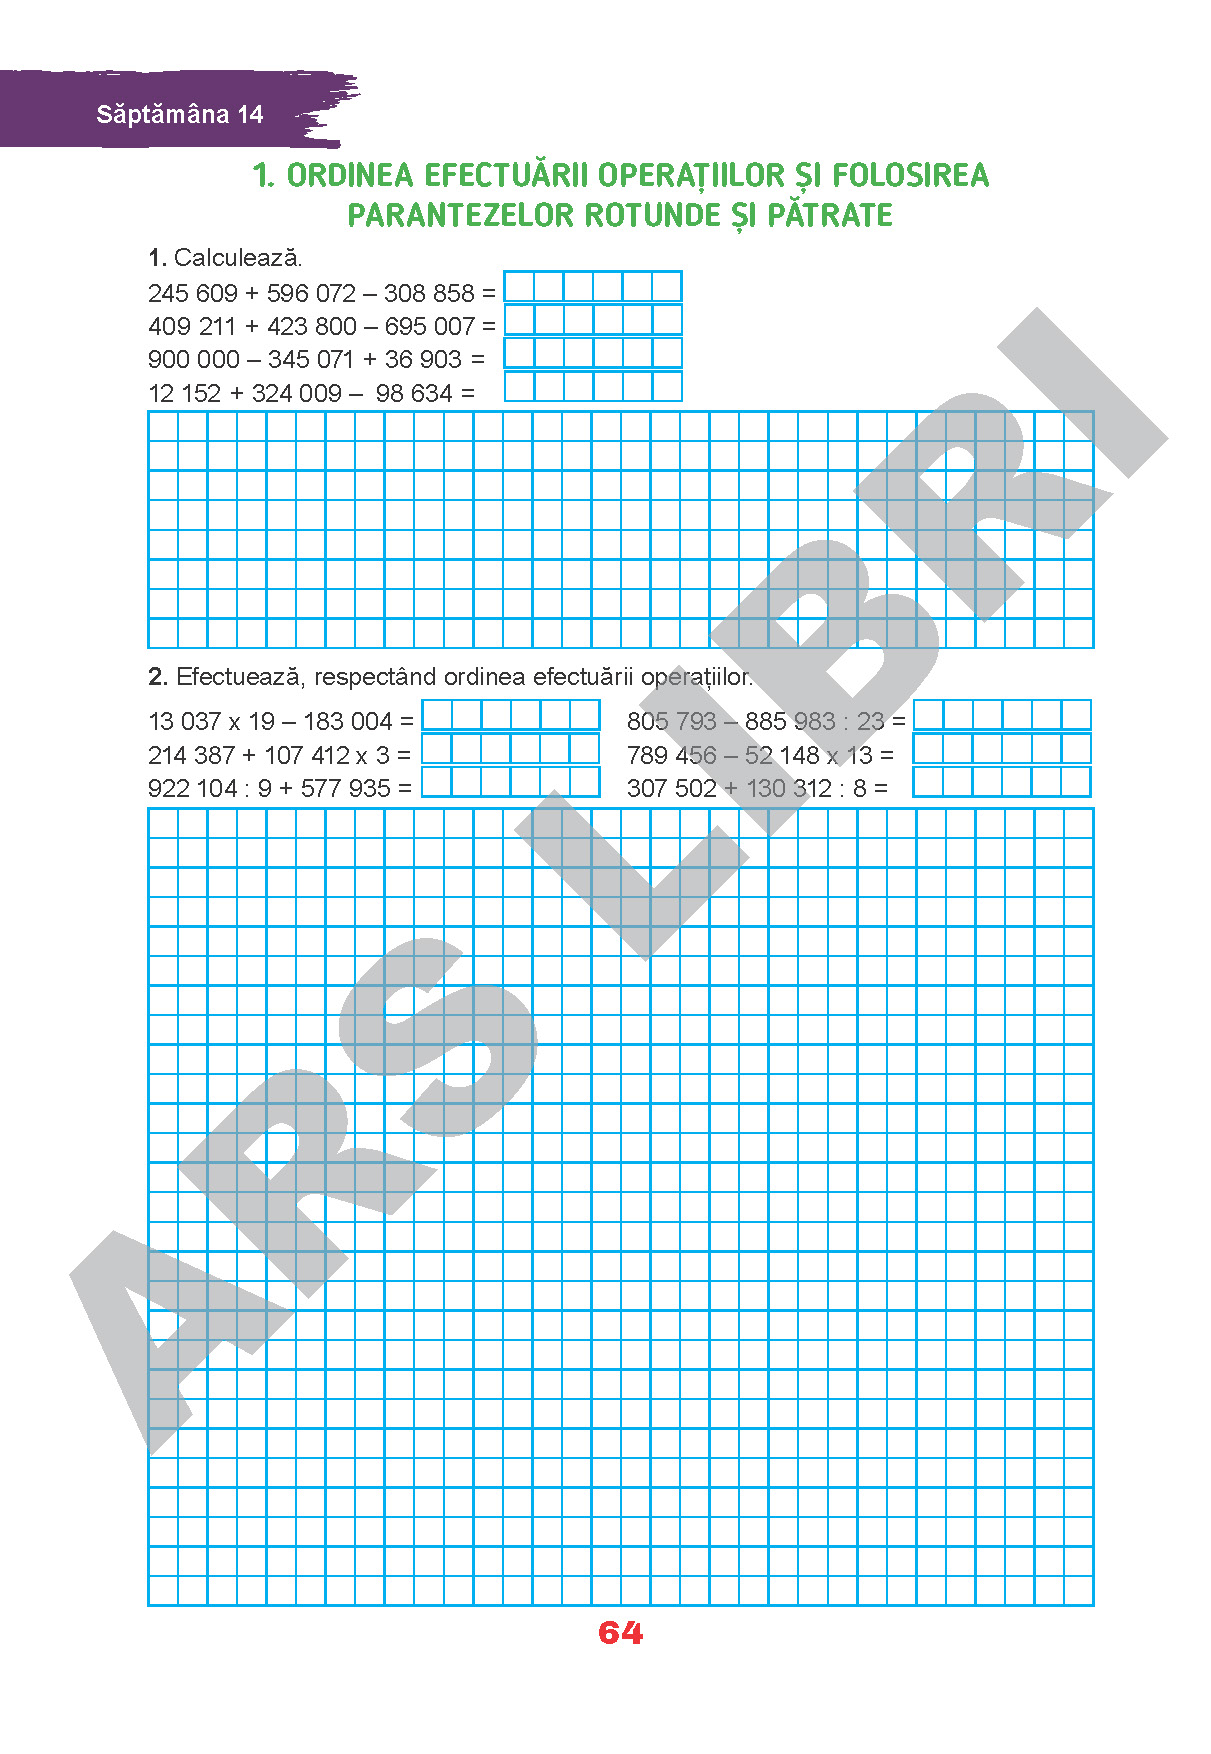 Săptămâna 14
1. ORDINEA EFECTUĂRII OPERAȚIILOR ȘI FOLOSIREA
PARANTEZELOR ROTUNDE ȘI PĂTRATE
1. Calculează.
245 609 + 596 072 – 308 858 =
409 211 + 423 800 – 695 007 =
900 000 – 345 071 + 36 903 =
12 152 + 324 009 – 98 634 =
2. Efectuează, respectând ordinea efectuării operațiilor.
13 037 x 19 – 183 004 = 805 793 – 885 983 : 23 =
214 387 + 107 412 x 3 = 789 456 – 52 148 x 13 =
922 104 : 9 + 577 935 = 307 502 + 130 312 : 8 =
ARS LIBRI
64